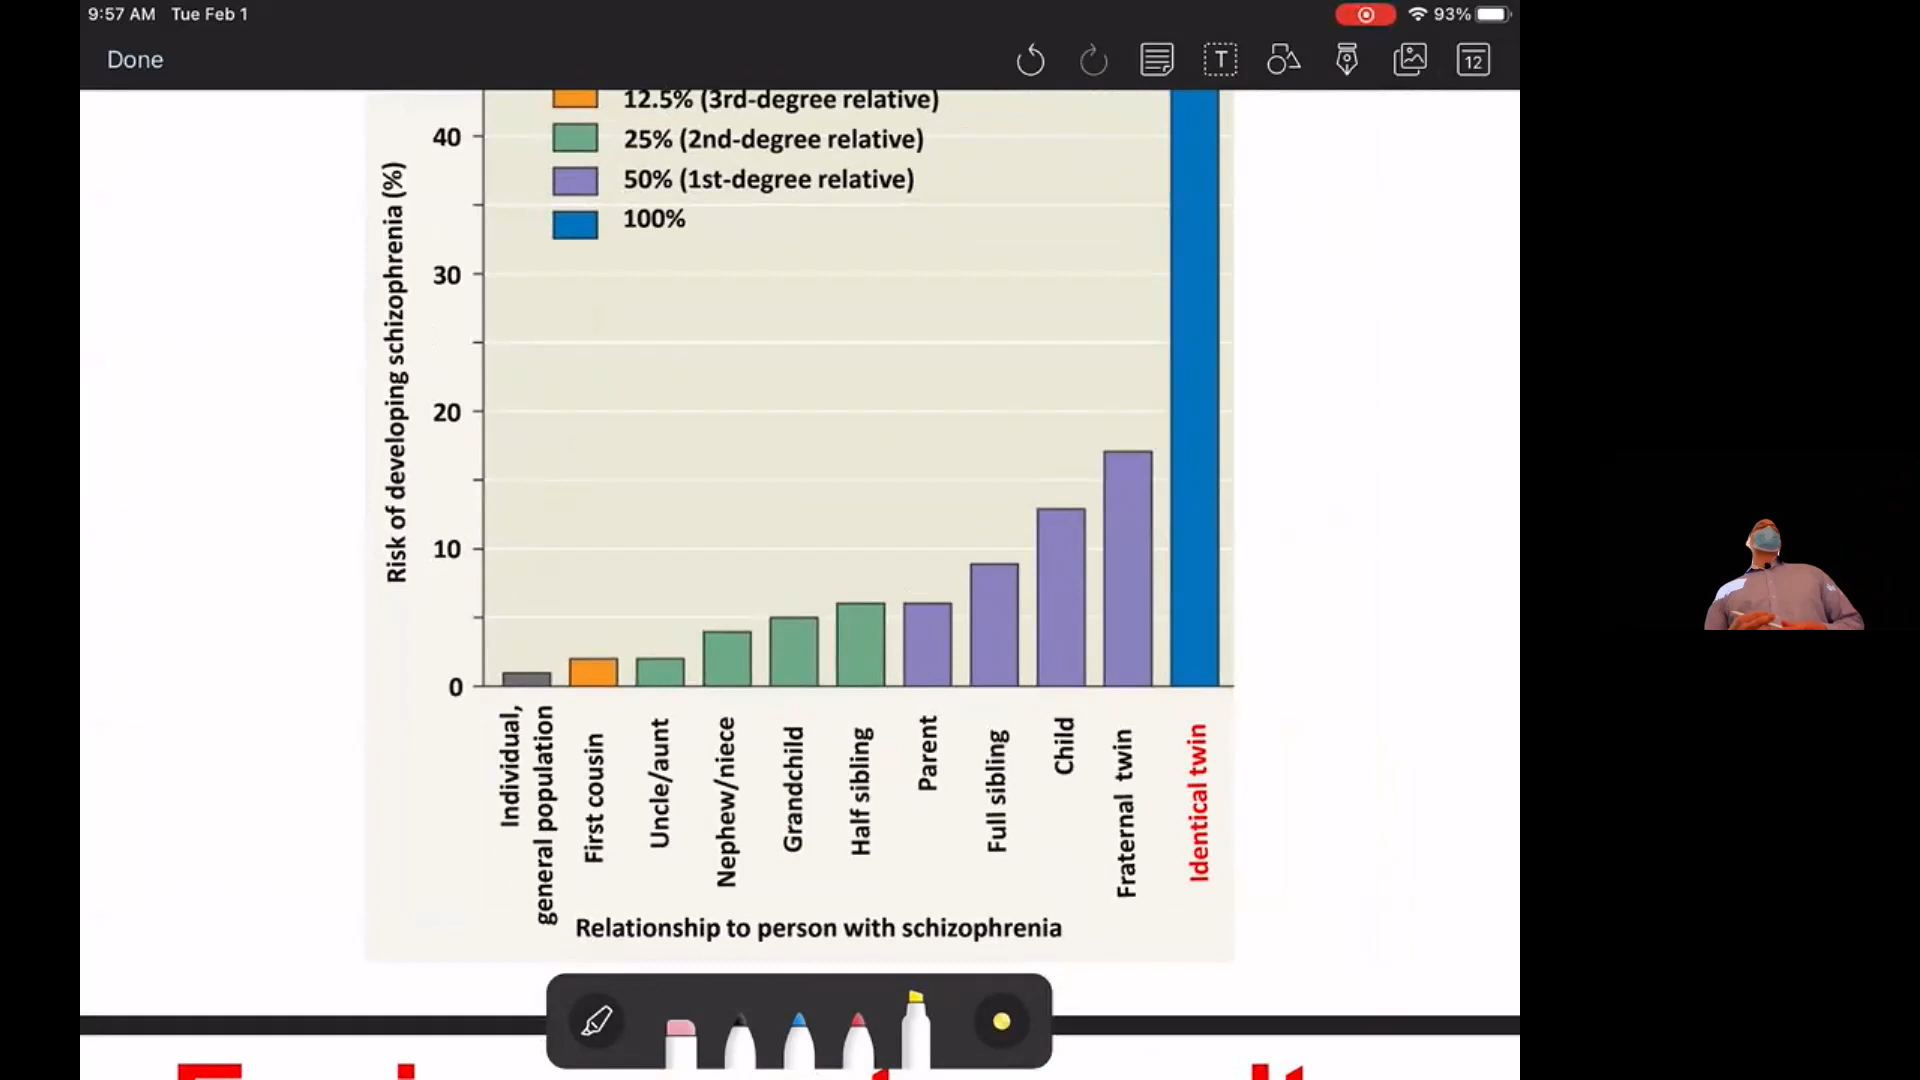 9:57 AM Tue Feb 1
93%
Done
T
12
12.5% (3rd-degree relative)
25% (2nd-degree relative)
50% (1st-degree relative)
100%
Risk of developing schizophrenia (%)
40
30
20
10
0
Individual,
general population
First cousin
Uncle/aunt
Nephew/niece
Grandchild
Half sibling
Parent
Full sibling
Child
Fraternal twin
Identical twin
Relationship to person with schizophrenia